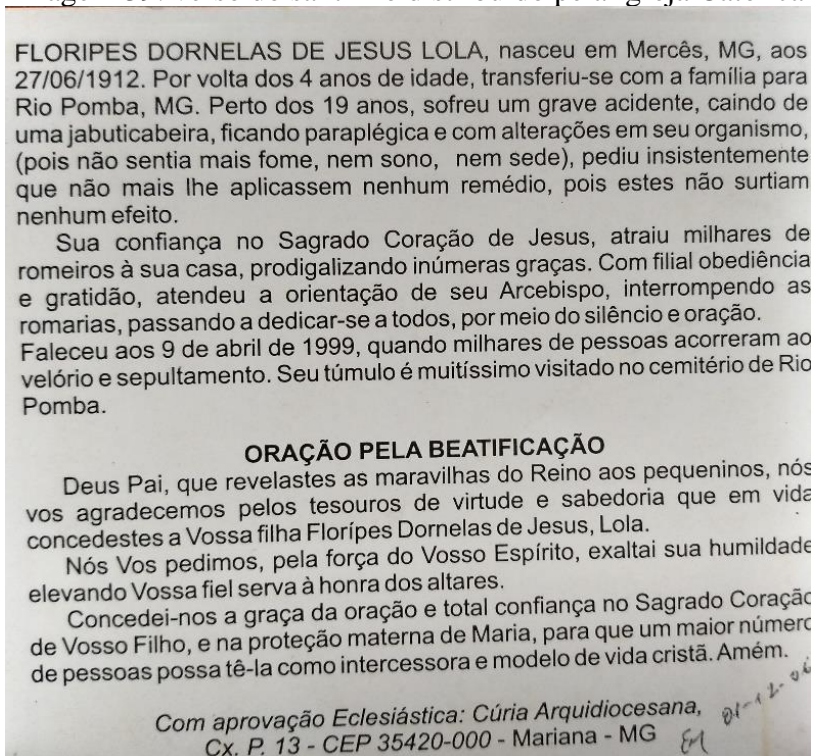 FLORIPES DORNELAS DE JESUS LOLA, nasceu em Mercês, MG, aos
27/06/1912. Por volta dos 4 anos de idade, transferiu-se com a família para
Rio Pomba, MG. Perto dos 19 anos, sofreu um grave acidente, caindo de
uma jabuticabeira, ficando paraplégica e com alterações em seu organismo,
(pois não sentia mais fome, nem sono, nem sede), pediu insistentemente
que não mais lhe aplicassem nenhum remédio, pois estes não surtiam
nenhum efeito.
Sua confiança no Sagrado Coração de Jesus, atraiu milhares de
romeiros à sua casa, prodigalizando inúmeras graças. Com filial obediência
e gratidão, atendeu a orientação de seu Arcebispo, interrompendo as
romarias, passando a dedicar-se a todos, por meio do silêncio e oração.
Faleceu aos 9 de abril de 1999, quando milhares de pessoas acorreram ao
velório e sepultamento. Seu túmulo é muitíssimo visitado no cemitério de Rio
Pomba.
ORAÇÃO PELA BEATIFICAÇÃO
Deus Pai, que revelastes as maravilhas do Reino aos pequeninos, nós
vos agradecemos pelos tesouros de virtude e sabedoria que em vida
concedestes a Vossa filha Florípes Dornelas de Jesus, Lola.
Nós Vos pedimos, pela força do Vosso Espírito, exaltai sua humildade
elevando Vossa fiel serva à honra dos altares.
Concedei-nos a graça da oração e total confiança no Sagrado Coração
de Vosso Filho, e na proteção materna de Maria, para que um maior número
de pessoas possa tê-la como intercessora e modelo de vida cristã. Amém.
Com aprovação Eclesiástica: Cúria Arquidiocesana,
Cx. P. 13 - CEP 35420-000 - Mariana - MG